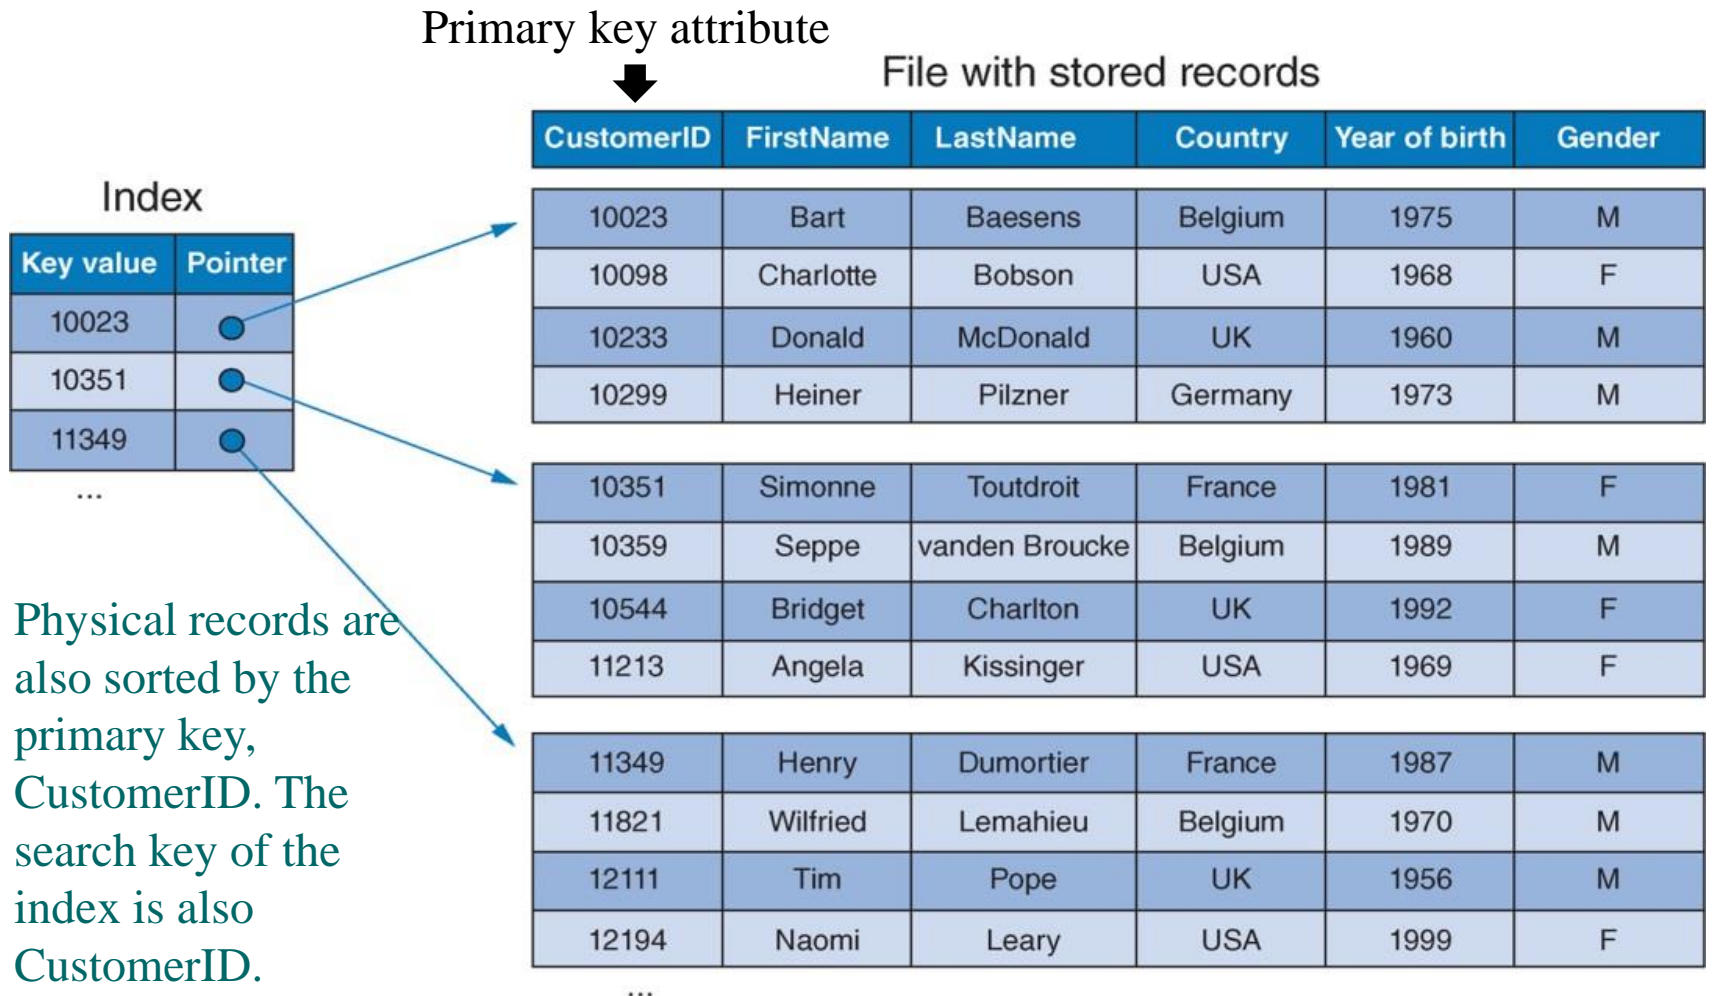 Primary key attribute
File with stored records
CustomerID FirstName LastName Country Year of birth Gender
Index
Key value Pointer
10023
10351
11349
...
10023 Bart Baesens Belgium 1975 M
10098 Charlotte Bobson USA 1968 F
10233 Donald McDonald UK 1960 M
10299 Heiner Pilzner Germany 1973 M
10351 Simonne Toutdroit France 1981 F
10359 Seppe vanden Broucke Belgium 1989 M
10544 Bridget Charlton UK 1992 F
11213 Angela Kissinger USA 1969 F
11349 Henry Dumortier France 1987 M
11821 Wilfried Lemahieu Belgium 1970 M
12111 Tim Pope UK 1956 M
12194 Naomi Leary USA 1999 F
...
Physical records are
also sorted by the
primary key,
CustomerID. The
search key of the
index is also
CustomerID.